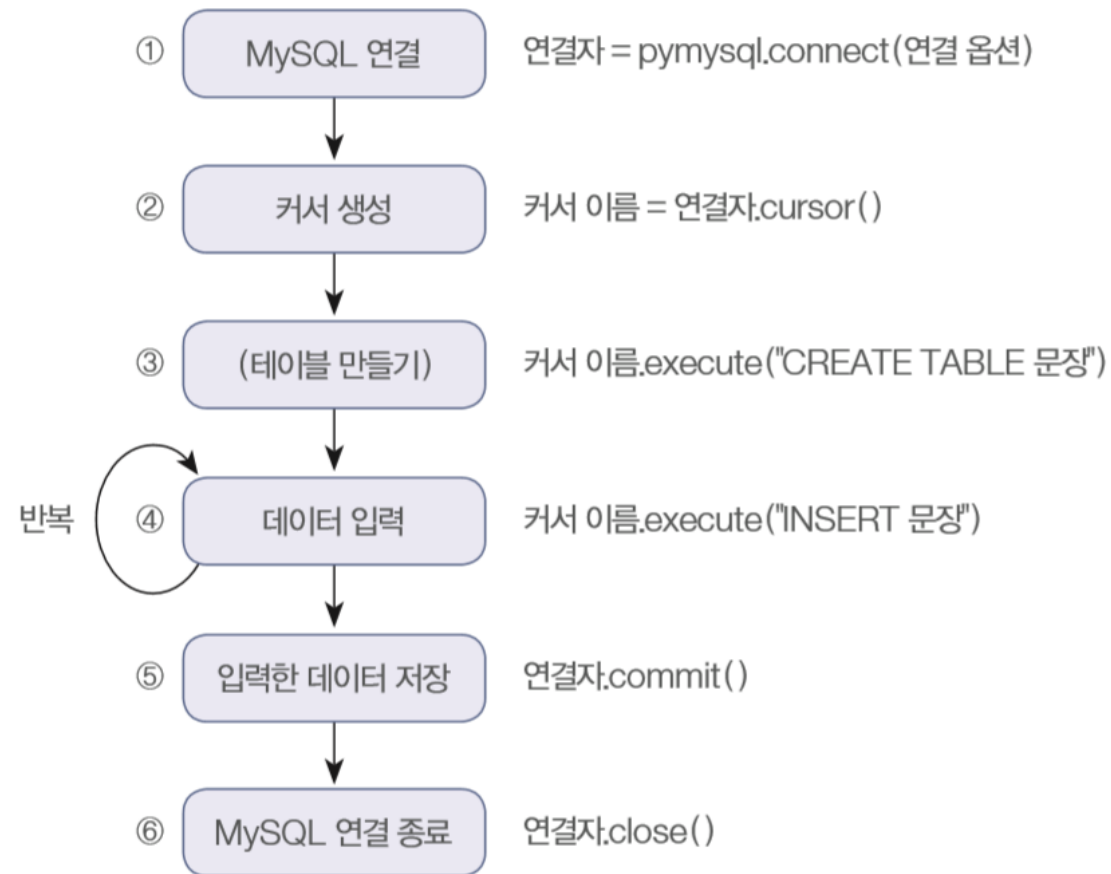 ① MySQL 연결 연결자 = pymysql.connect(연결 옵션)
② 커서 생성 커서 이름 = 연결자.cursor()
③ (테이블 만들기) 커서 이름.execute("CREATE TABLE 문장")
반복 ④ 데이터 입력 커서 이름.execute("INSERT 문장")
⑤ 입력한 데이터 저장 연결자.commit()
⑥ MySQL 연결 종료 연결자.close()